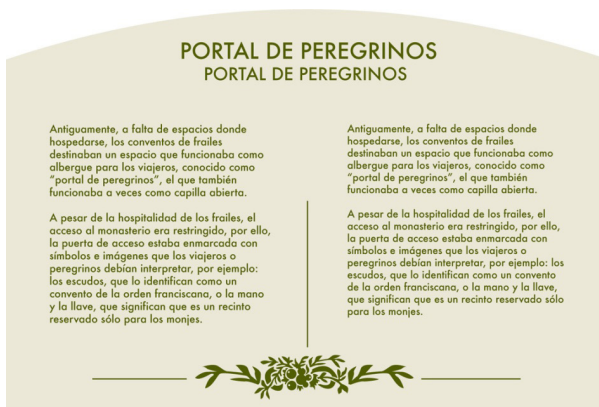 PORTAL DE PEREGRINOS
PORTAL DE PEREGRINOS
Antiguamente, a falta de espacios donde
hospedarse, los conventos de frailes
destinaban un espacio que funcionaba como
albergue para los viajeros, conocido como
“portal de peregrinos”, el que también
funcionaba a veces como capilla abierta.
A pesar de la hospitalidad de los frailes, el
acceso al monasterio era restringido, por ello,
la puerta de acceso estaba enmarcada con
símbolos e imágenes que los viajeros o
peregrinos debían interpretar, por ejemplo:
los escudos, que lo identifican como un
convento de la orden franciscana, o la mano
y la llave, que significan que es un recinto
reservado sólo para los monjes.
Antiguamente, a falta de espacios donde
hospedarse, los conventos de frailes
destinaban un espacio que funcionaba como
albergue para los viajeros, conocido como
“portal de peregrinos”, el que también
funcionaba a veces como capilla abierta.
A pesar de la hospitalidad de los frailes, el
acceso al monasterio era restringido, por ello,
la puerta de acceso estaba enmarcada con
símbolos e imágenes que los viajeros o
peregrinos debían interpretar, por ejemplo: los
escudos, que lo identifican como un convento
de la orden franciscana, o la mano y la llave,
que significan que es un recinto reservado sólo
para los monjes.